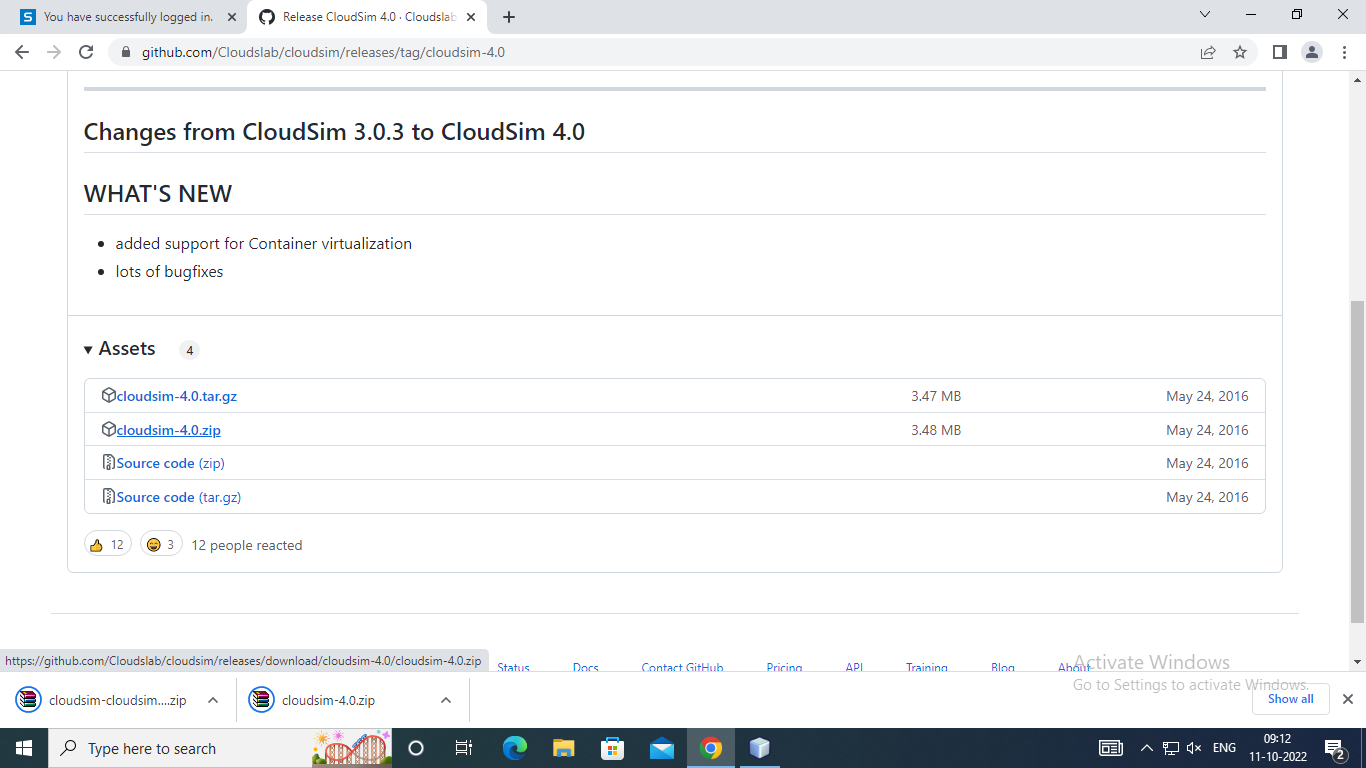 You have successfully logged in.
Release CloudSim 4.0 · Cloudslab
github.com/Cloudslab/cloudsim/releases/tag/cloudsim-4.0
Changes from CloudSim 3.0.3 to CloudSim 4.0
WHAT'S NEW
added support for Container virtualization
lots of bugfixes
Assets 4
cloudsim-4.0.tar.gz 3.47 MB May 24, 2016
cloudsim-4.0.zip 3.48 MB May 24, 2016
Source code (zip) May 24, 2016
Source code (tar.gz) May 24, 2016
12 3 12 people reacted
https://github.com/Cloudslab/cloudsim/releases/download/cloudsim-4.0/cloudsim-4.0.zip
Status Docs Contact GitHub Pricing API Training Blog About
Activate Windows
Go to Settings to activate Windows.
cloudsim-cloudsim....zip cloudsim-4.0.zip Show all
Type here to search
ENG 09:12
11-10-2022
2